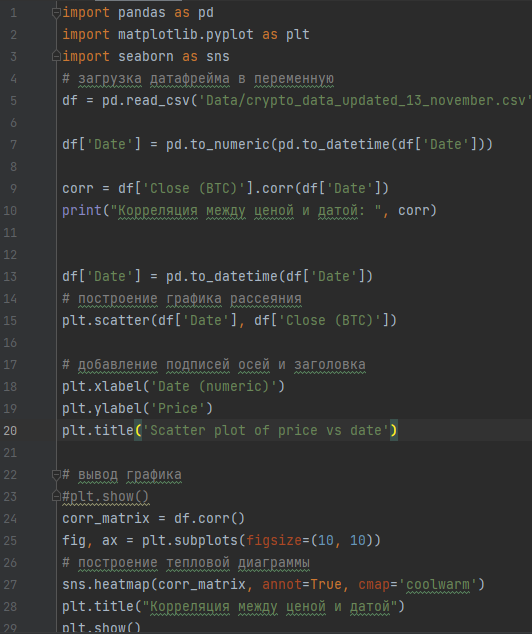 1 import pandas as pd
2 import matplotlib.pyplot as plt
3 import seaborn as sns
4 # загрузка датафрейма в переменную
5 df = pd.read_csv('Data/crypto_data_updated_13_november.csv'
6
7 df['Date'] = pd.to_numeric(pd.to_datetime(df['Date']))
8
9 corr = df['Close (BTC)'].corr(df['Date'])
10 print("Корреляция между ценой и датой: ", corr)
11
12
13 df['Date'] = pd.to_datetime(df['Date'])
14 # построение графика рассеяния
15 plt.scatter(df['Date'], df['Close (BTC)'])
16
17 # добавление подписей осей и заголовка
18 plt.xlabel('Date (numeric)')
19 plt.ylabel('Price')
20 plt.title('Scatter plot of price vs date')
21
22 # вывод графика
23 #plt.show()
24 corr_matrix = df.corr()
25 fig, ax = plt.subplots(figsize=(10, 10))
26 # построение тепловой диаграммы
27 sns.heatmap(corr_matrix, annot=True, cmap='coolwarm')
28 plt.title("Корреляция между ценой и датой")
29 plt.show()